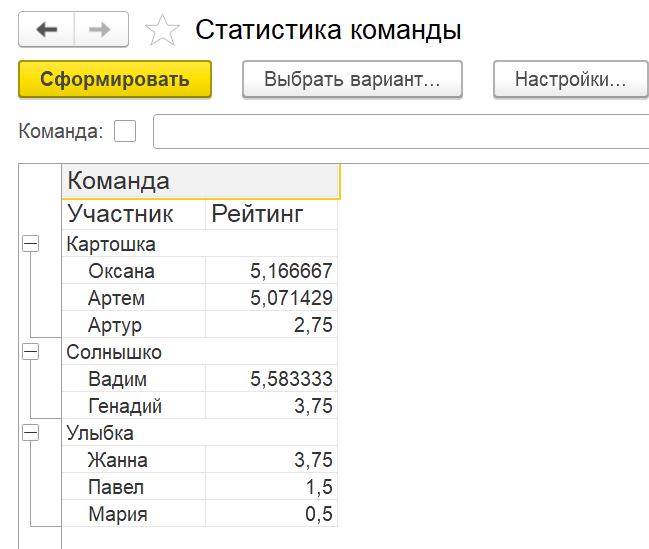 Статистика команды
Сформировать Выбрать вариант... Настройки...
Команда:
Команда
Участник Рейтинг
Картошка
Оксана 5,166667
Артем 5,071429
Артур 2,75
Солнышко
Вадим 5,583333
Генадий 3,75
Улыбка
Жанна 3,75
Павел 1,5
Мария 0,5